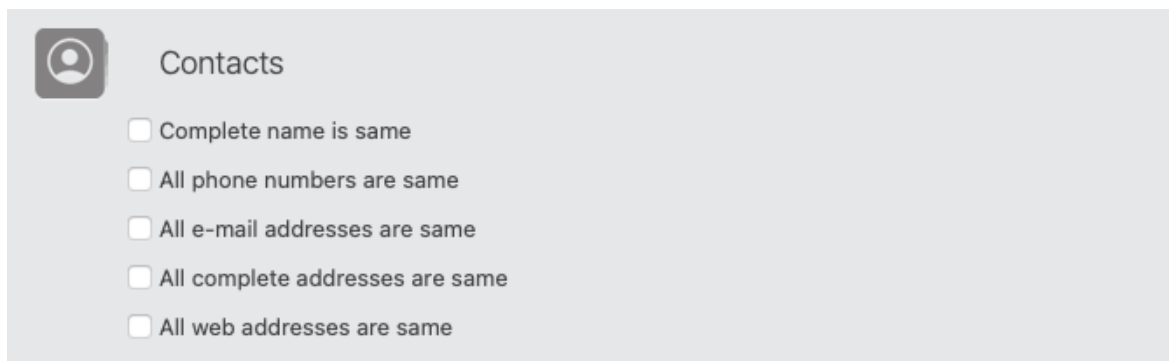 Contacts
Complete name is same
All phone numbers are same
All e-mail addresses are same
All complete addresses are same
All web addresses are same